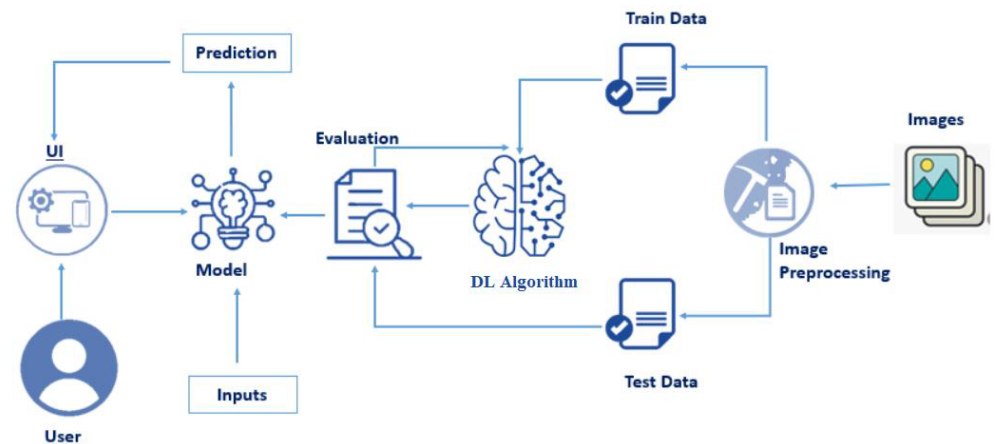 Train Data
Prediction
Images
Evaluation
UI
Image
Preprocessing
Model
DL Algorithm
Test Data
Inputs
User